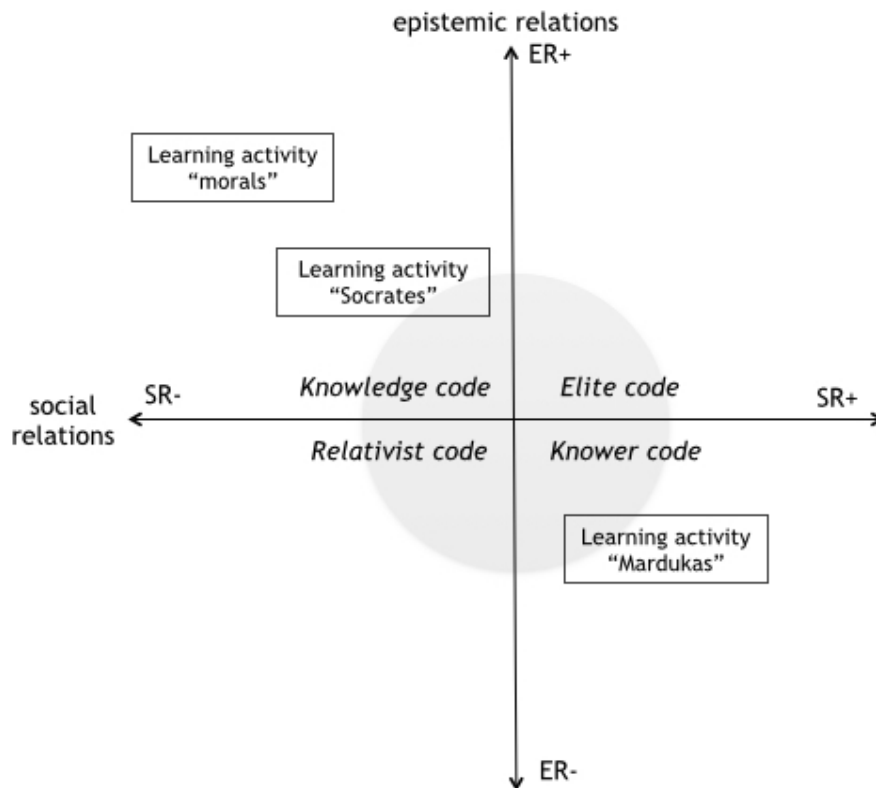 epistemic relations
ER+
Learning activity
“morals”
Learning activity
“Socrates”
SR-
Knowledge code
Elite code
SR+
social
relations
Relativist code
Knower code
Learning activity
“Mardukas”
ER-